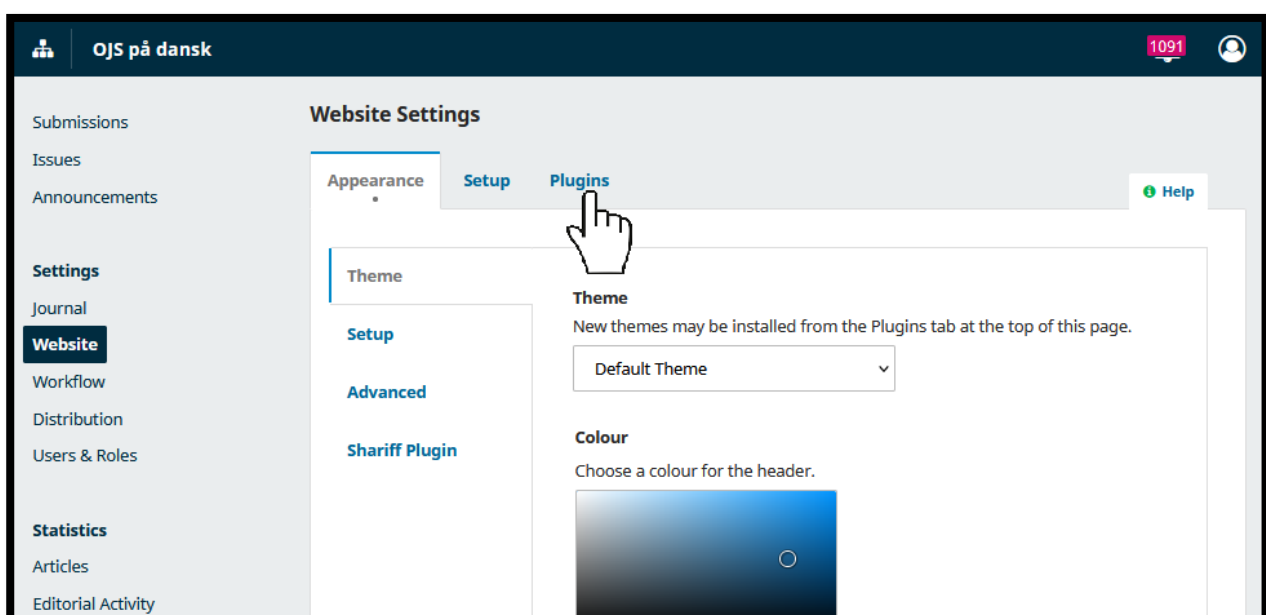 OJS på dansk
1091
Submissions
Issues
Announcements
Settings
Journal
Website
Workflow
Distribution
Users & Roles
Statistics
Articles
Editorial Activity
Website Settings
Appearance
Setup
Plugins
Help
Theme
Setup
Advanced
Shariff Plugin
Theme
New themes may be installed from the Plugins tab at the top of this page.
Default Theme
Colour
Choose a colour for the header.